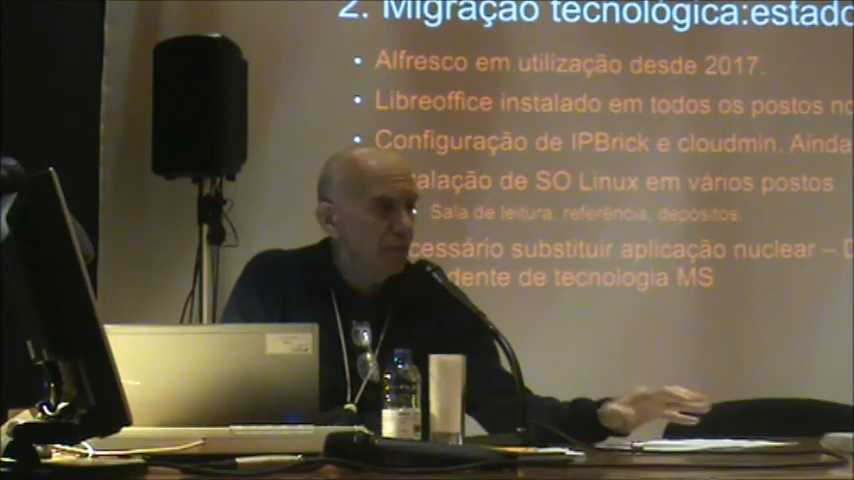 2. Migração tecnológica:estado
• Alfresco em utilização desde 2017.
• Libreoffice instalado em todos os postos no
• Configuração de IPBrick e cloudmin. Ainda
alação de SO Linux em vários postos
Sala de leitura, referência, depósitos
cessário substituir aplicação nuclear – D
dente de tecnologia MS